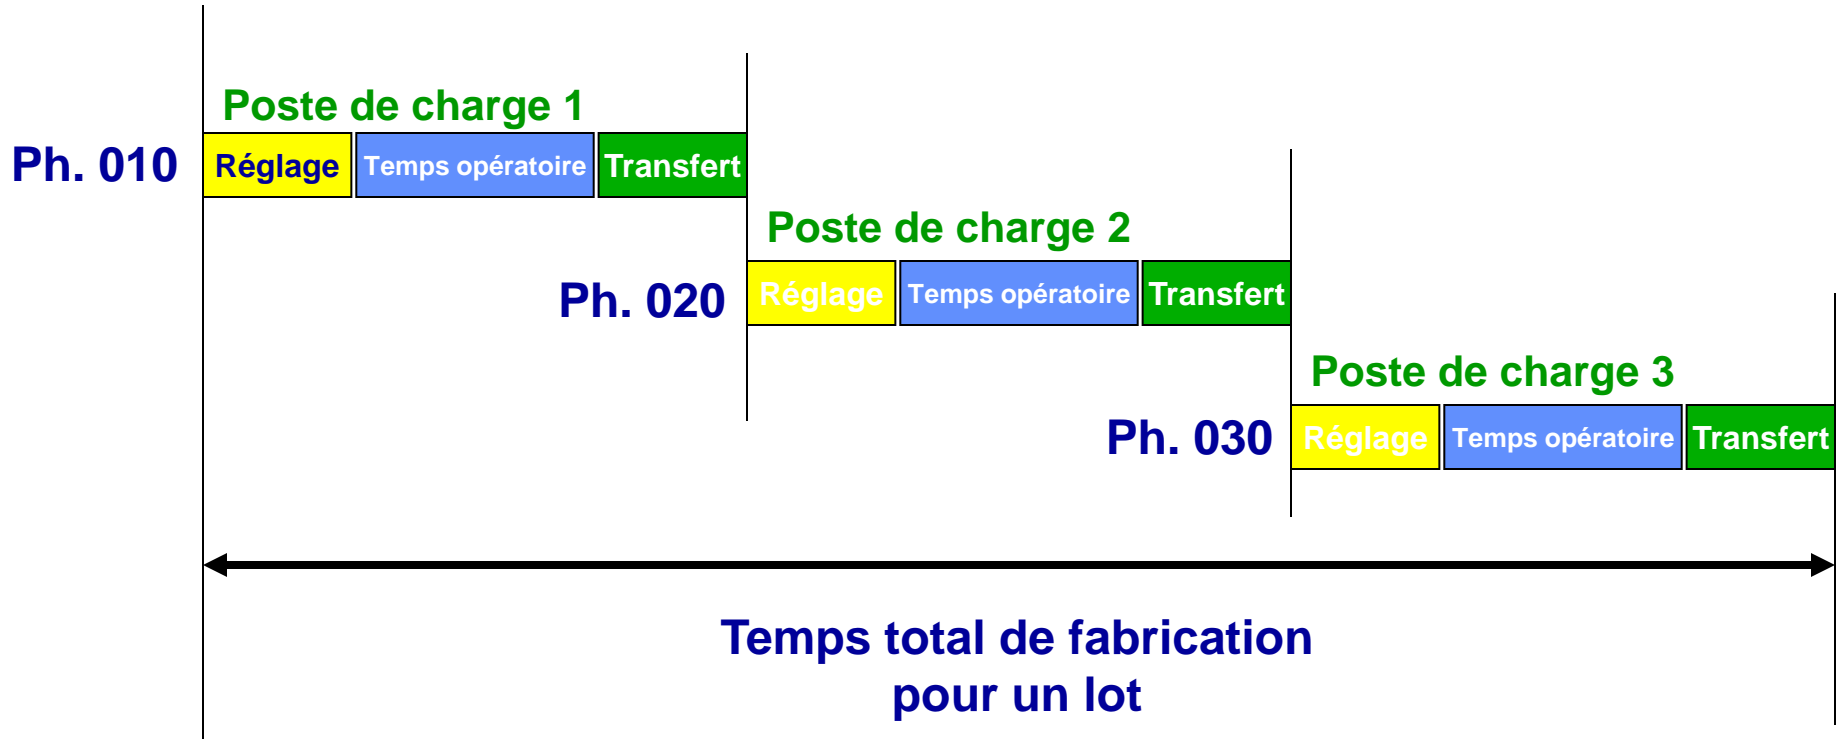 Poste de charge 1
Ph. 010 Réglage Temps opératoire Transfert
Poste de charge 2
Ph. 020 Réglage Temps opératoire Transfert
Poste de charge 3
Ph. 030 Réglage Temps opératoire Transfert
Temps total de fabrication
pour un lot